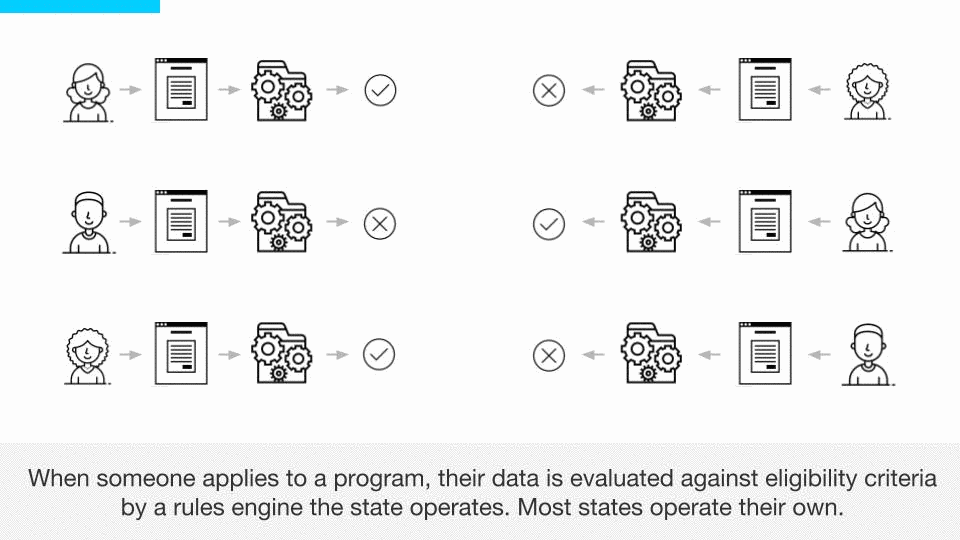 When someone applies to a program, their data is evaluated against eligibility criteria
by a rules engine the state operates. Most states operate their own.